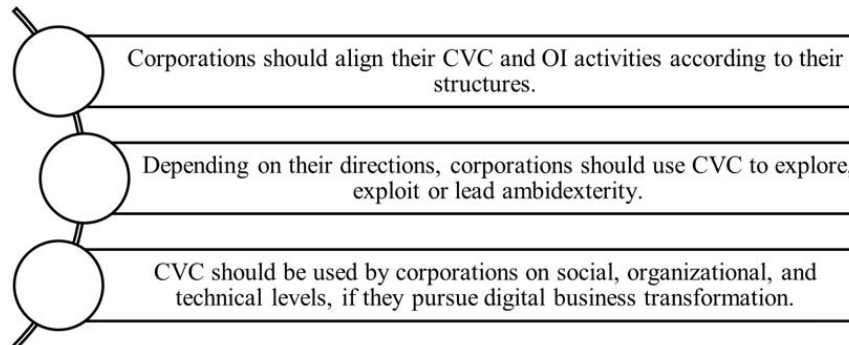 Corporations should align their CVC and OI activities according to their
structures.
Depending on their directions, corporations should use CVC to explore,
exploit or lead ambidexterity.
CVC should be used by corporations on social, organizational, and
technical levels, if they pursue digital business transformation.